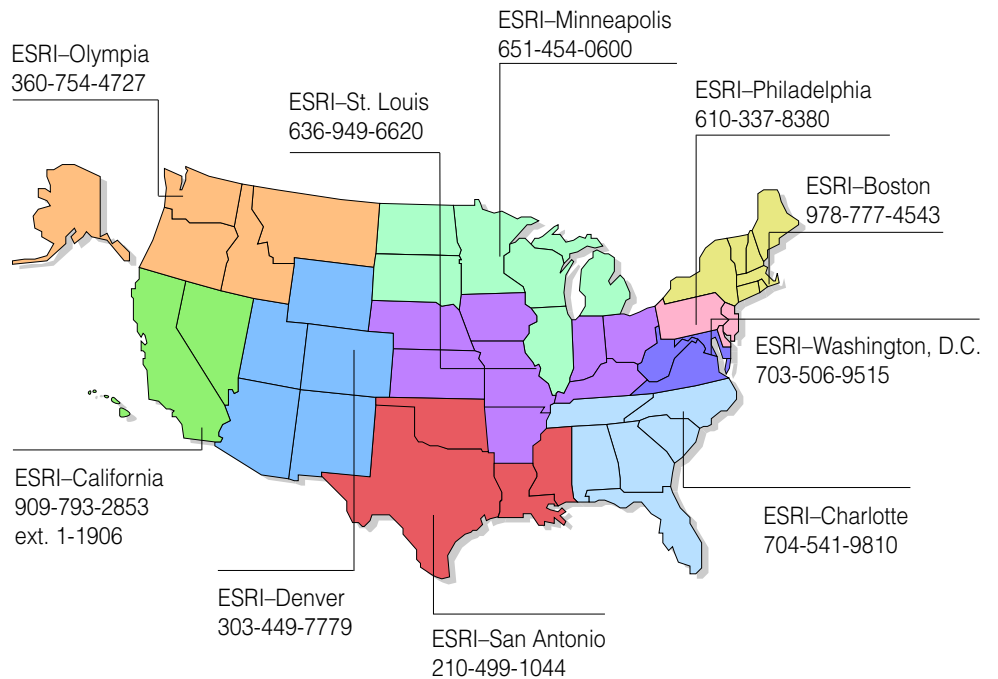 ESRI–Olympia
360-754-4727
ESRI–Minneapolis
651-454-0600
ESRI–St. Louis
636-949-6620
ESRI–Philadelphia
610-337-8380
ESRI–Boston
978-777-4543
ESRI–Washington, D.C.
703-506-9515
ESRI–California
909-793-2853
ext. 1-1906
ESRI–Charlotte
704-541-9810
ESRI–Denver
303-449-7779
ESRI–San Antonio
210-499-1044